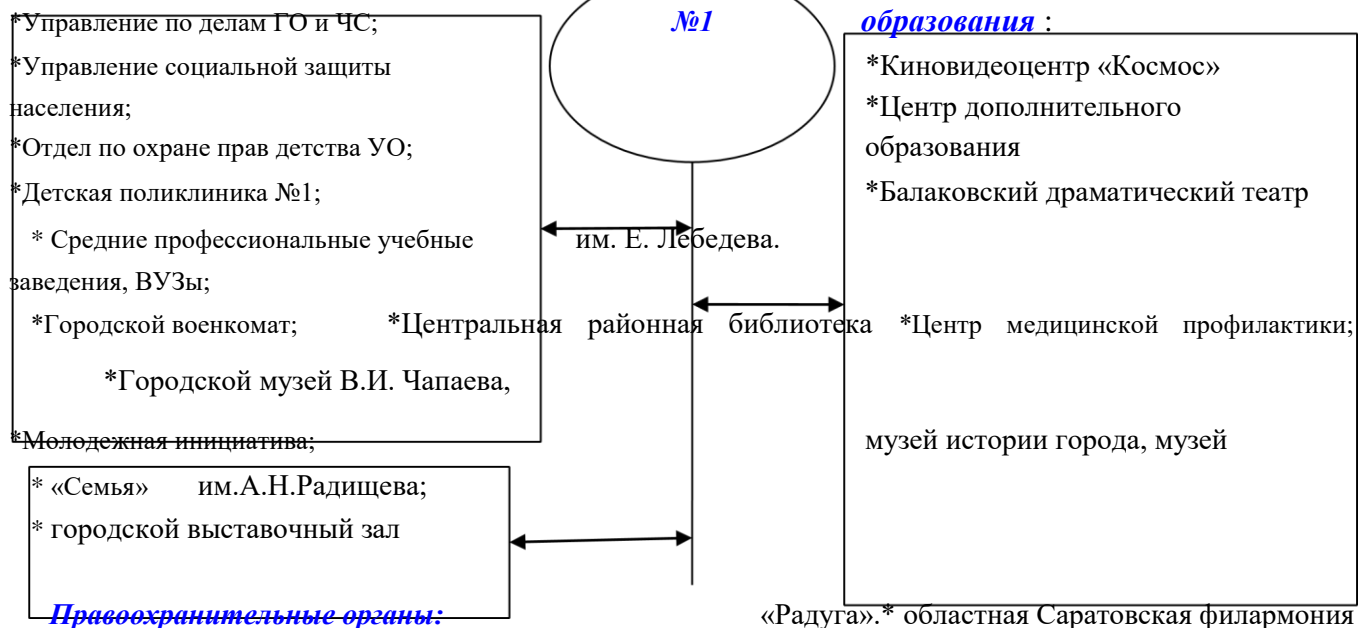 *Управление по делам ГО и ЧС; №1 образования :
*Управление социальной защиты *Киновидеоцентр «Космос»
населения; *Центр дополнительного
*Отдел по охране прав детства УО; образования
*Детская поликлиника №1; *Балаковский драматический театр
* Средние профессиональные учебные им. Е. Лебедева.
заведения, ВУЗы;
*Городской военкомат; *Центральная районная библиотека *Центр медицинской профилактики;
*Городской музей В.И. Чапаева,
*Молодежная инициатива; музей истории города, музей
* «Семья» им.А.Н.Радищева;
* городской выставочный зал
Правоохранительные органы: «Радуга».* областная Саратовская филармония